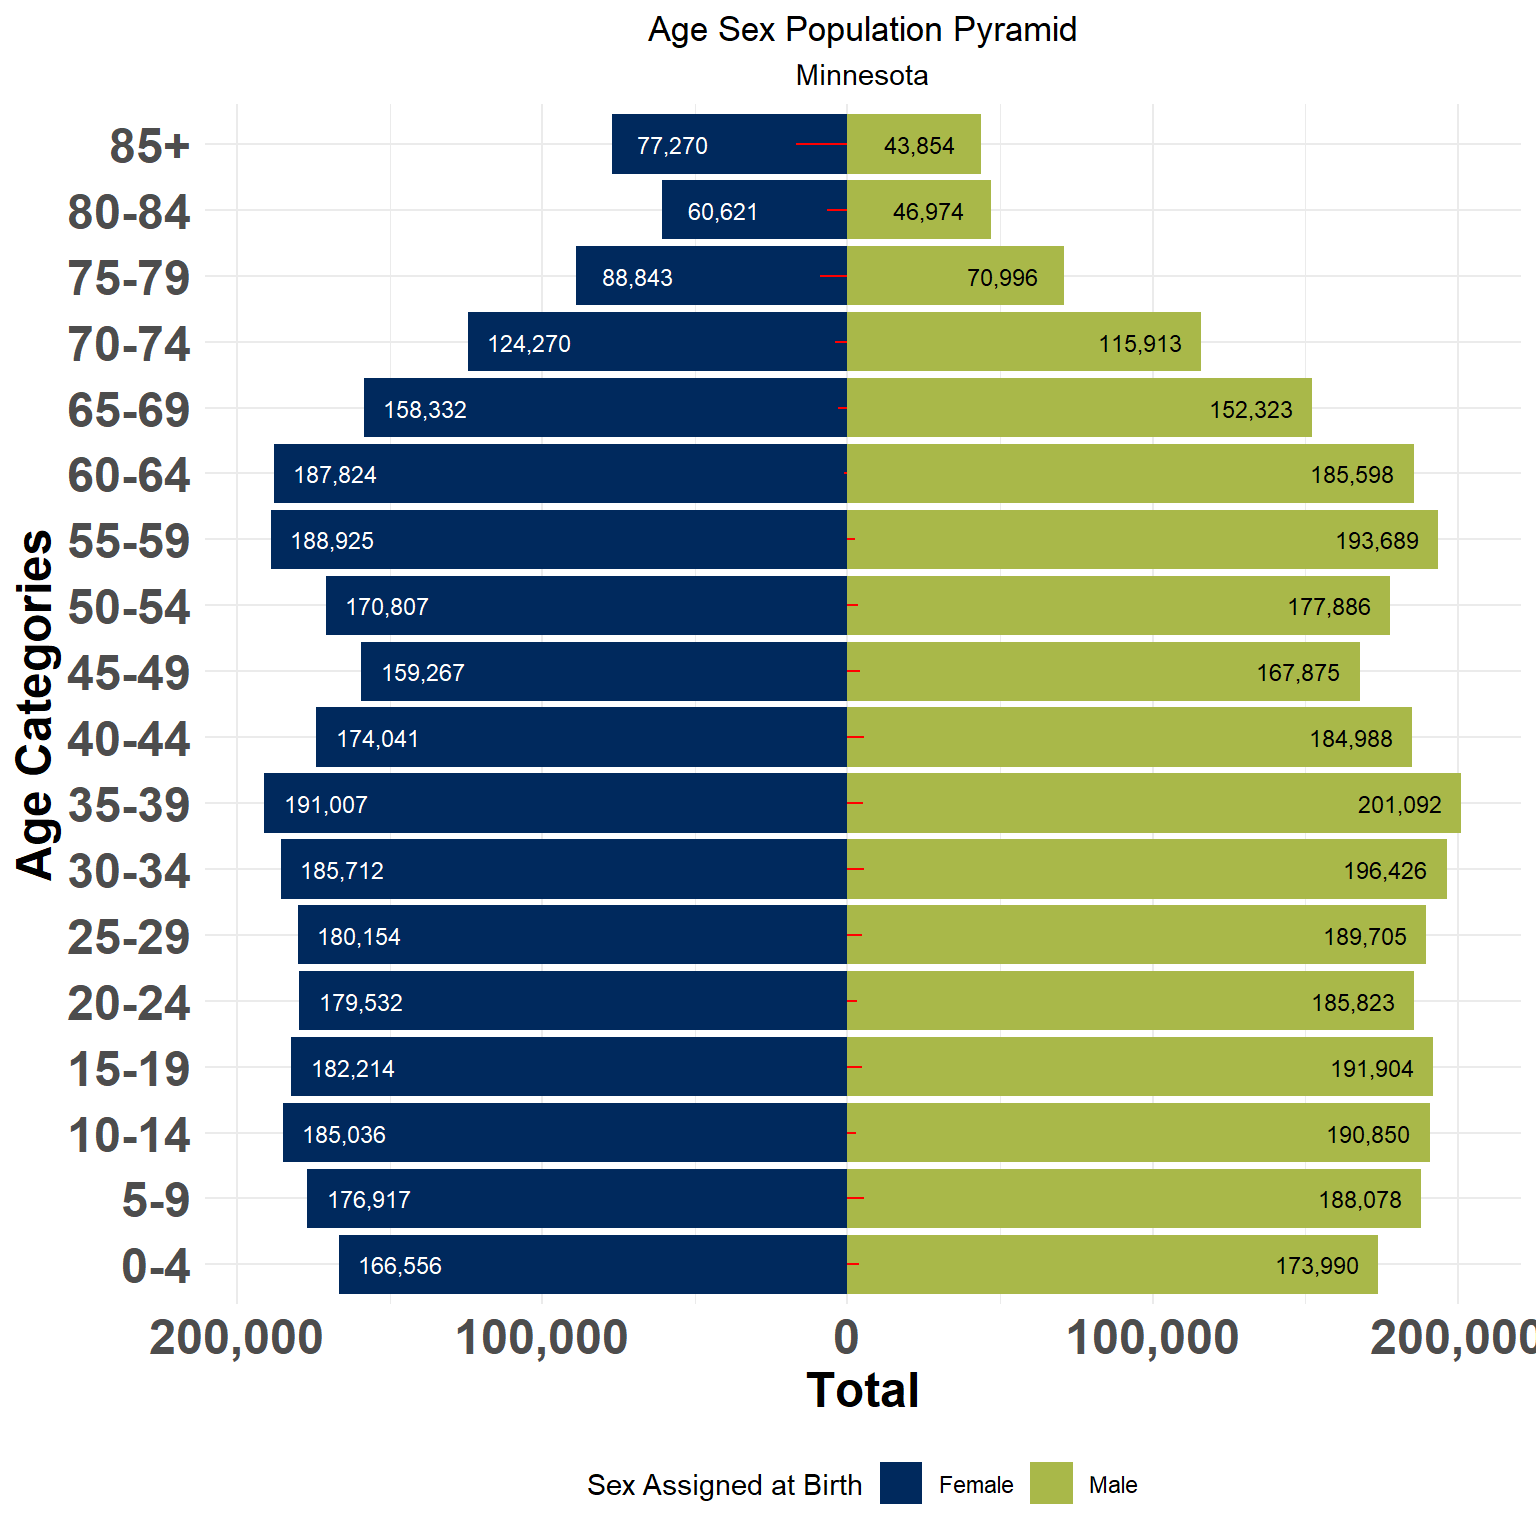 Age Sex Population Pyramid
Minnesota
85+ 77,270 43,854
80-84 60,621 46,974
75-79 88,843 70,996
70-74 124,270 115,913
65-69 158,332 152,323
60-64 187,824 185,598
55-59 188,925 193,689
50-54 170,807 177,886
45-49 159,267 167,875
40-44 174,041 184,988
35-39 191,007 201,092
30-34 185,712 196,426
25-29 180,154 189,705
20-24 179,532 185,823
15-19 182,214 191,904
10-14 185,036 190,850
5-9 176,917 188,078
0-4 166,556 173,990
Age Categories
200,000 100,000 0 100,000 200,000
Total
Sex Assigned at Birth Female Male